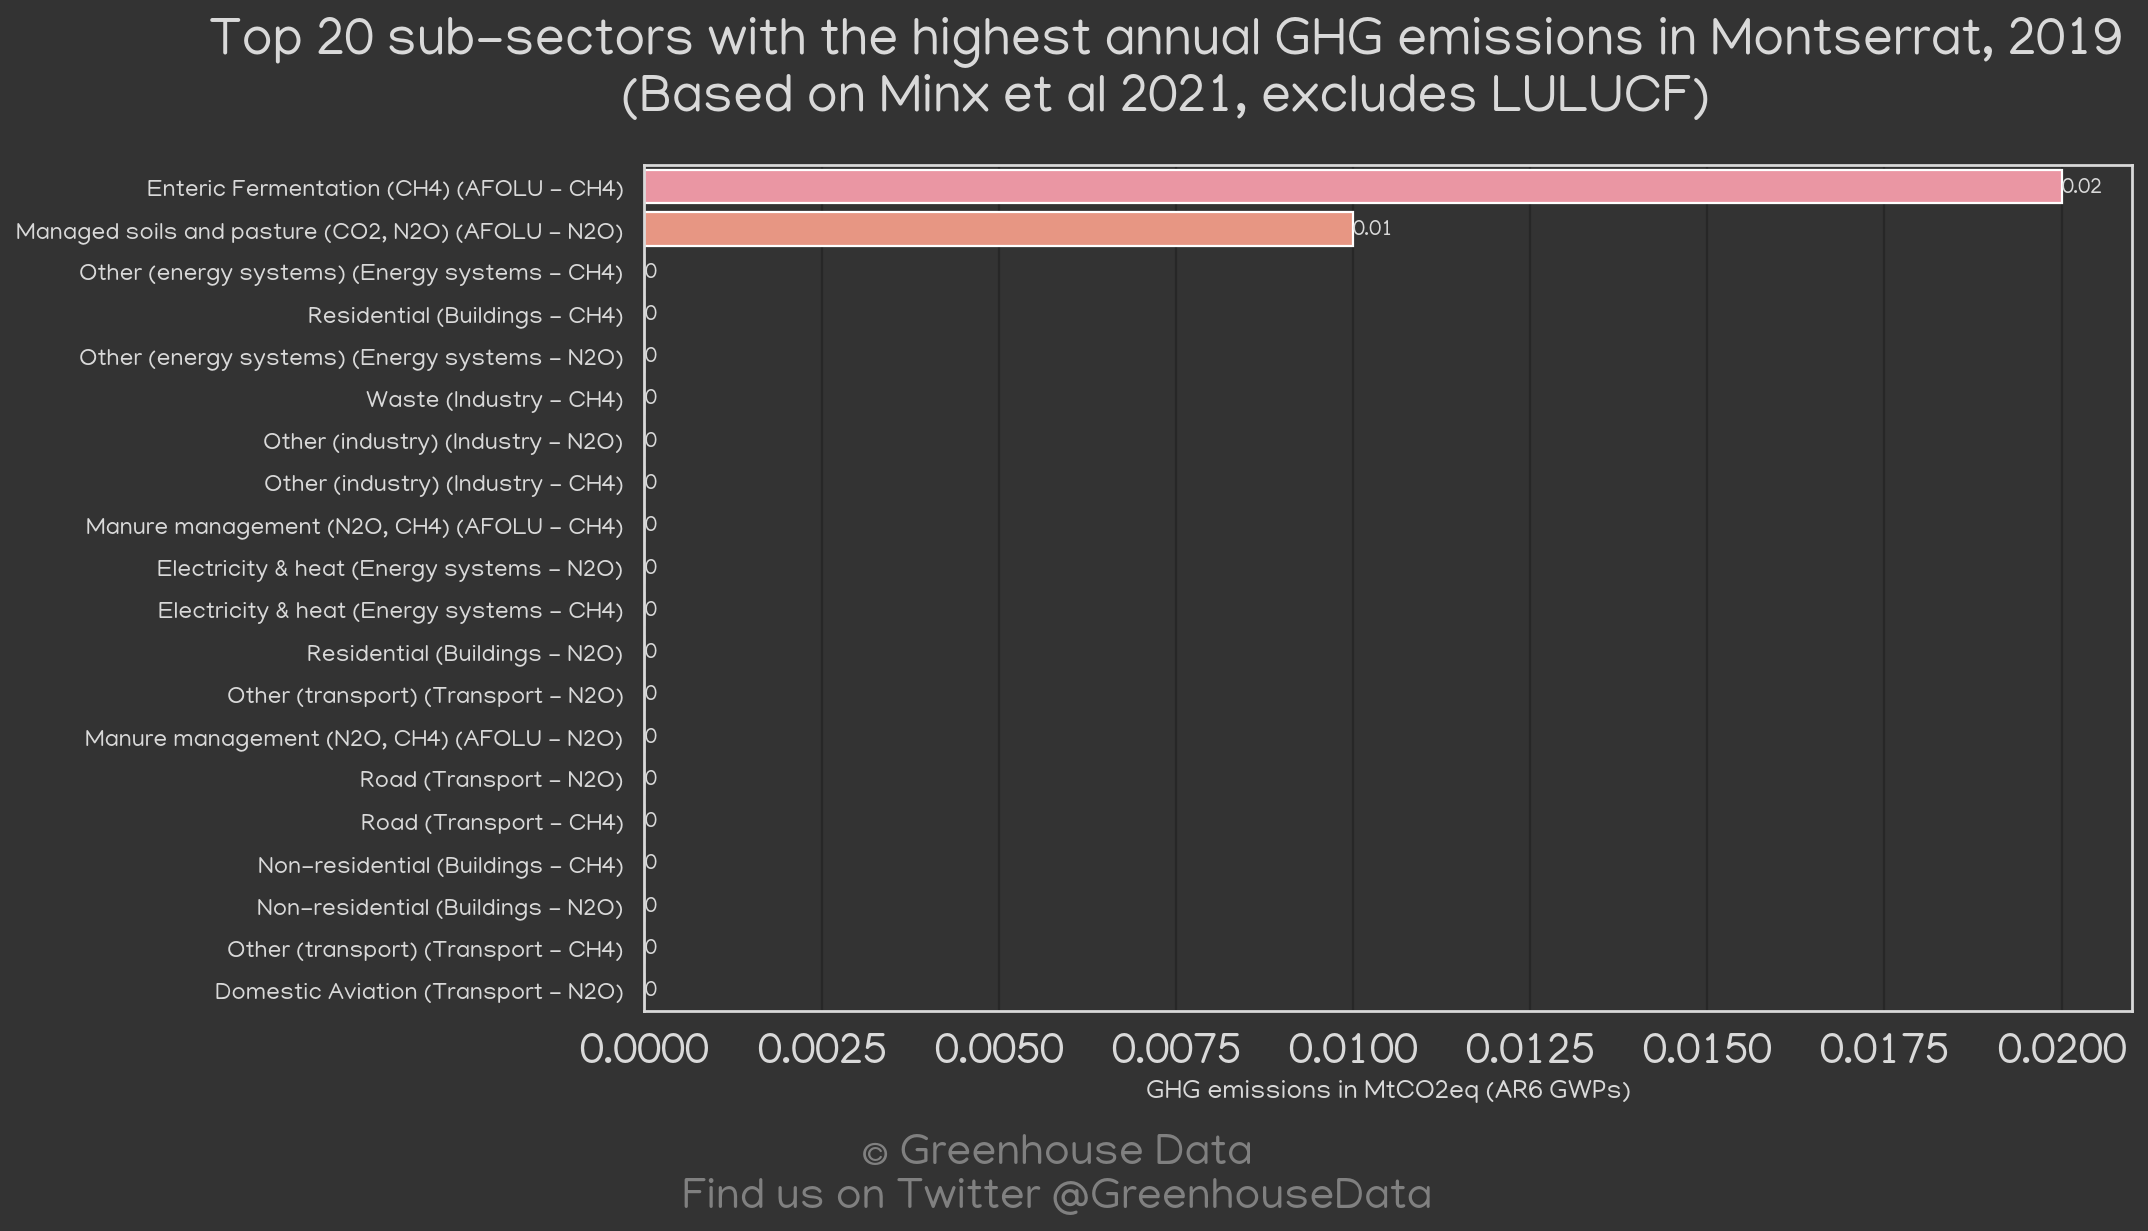 Top 20 sub-sectors with the highest annual GHG emissions in Montserrat, 2019
(Based on Minx et al 2021, excludes LULUCF)
Enteric Fermentation (CH4) (AFOLU - CH4) 0.02
Managed soils and pasture (CO2, N2O) (AFOLU - N2O) 0.01
Other (energy systems) (Energy systems - CH4) 0
Residential (Buildings - CH4) 0
Other (energy systems) (Energy systems - N2O) 0
Waste (Industry - CH4) 0
Other (industry) (Industry - N2O) 0
Other (industry) (Industry - CH4) 0
Manure management (N2O, CH4) (AFOLU - CH4) 0
Electricity & heat (Energy systems - N2O) 0
Electricity & heat (Energy systems - CH4) 0
Residential (Buildings - N2O) 0
Other (transport) (Transport - N2O) 0
Manure management (N2O, CH4) (AFOLU - N2O) 0
Road (Transport - N2O) 0
Road (Transport - CH4) 0
Non-residential (Buildings - CH4) 0
Non-residential (Buildings - N2O) 0
Other (transport) (Transport - CH4) 0
Domestic Aviation (Transport - N2O) 0
0.0000 0.0025 0.0050 0.0075 0.0100 0.0125 0.0150 0.0175 0.0200
GHG emissions in MtCO2eq (AR6 GWPs)
© Greenhouse Data
Find us on Twitter @GreenhouseData